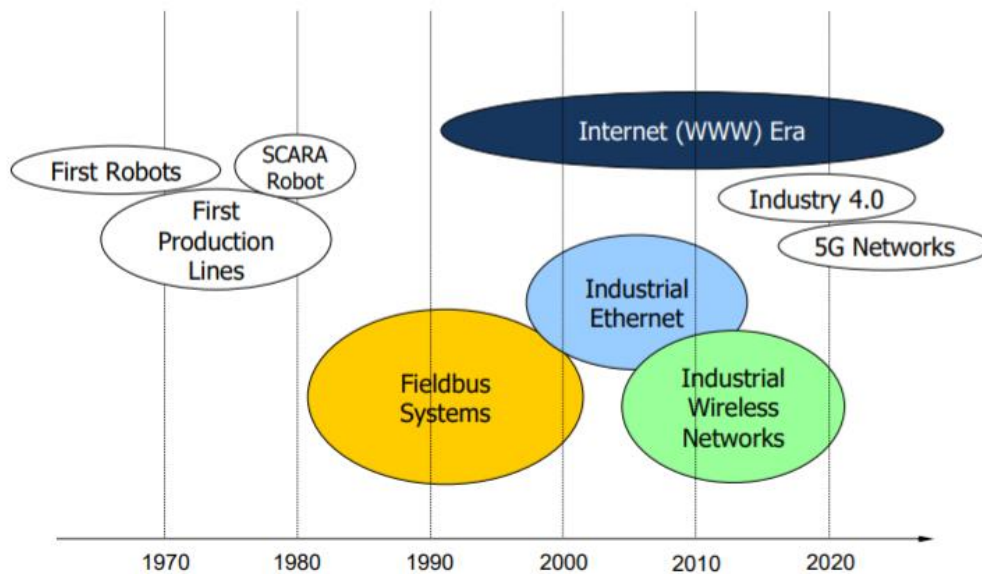 Internet (WWW) Era
First Robots
SCARA
Robot
Industry 4.0
First
Production
Lines
5G Networks
Industrial
Ethernet
Fieldbus
Systems
Industrial
Wireless
Networks
1970
1980
1990
2000
2010
2020